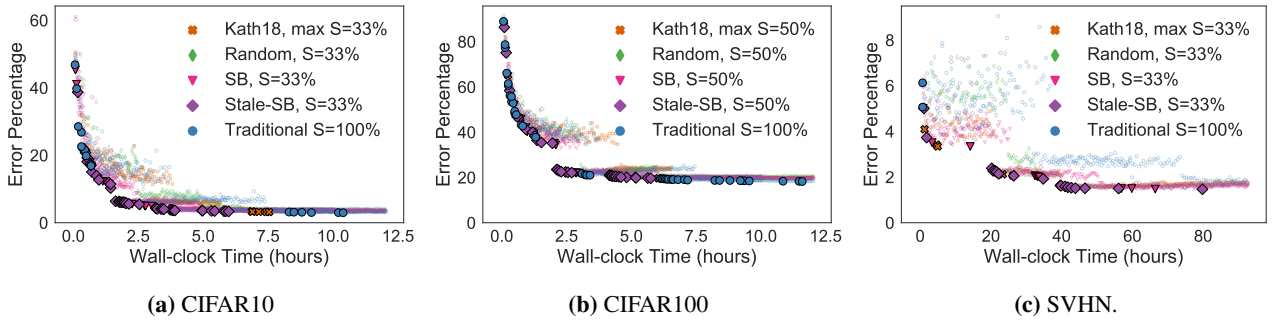 Error Percentage
60
40
20
0
0.0 2.5 5.0 7.5 10.0 12.5
Wall-clock Time (hours)
Kath18, max S=33%
Random, S=33%
SB, S=33%
Stale-SB, S=33%
Traditional S=100%
(a) CIFAR10
Error Percentage
80
60
40
20
0
0.0 2.5 5.0 7.5 10.0 12.5
Wall-clock Time (hours)
Kath18, max S=50%
Random, S=50%
SB, S=50%
Stale-SB, S=50%
Traditional S=100%
(b) CIFAR100
Error Percentage
8
6
4
2
0
0 20 40 60 80
Wall-clock Time (hours)
Kath18, max S=33%
Random, S=33%
SB, S=33%
Stale-SB, S=33%
Traditional S=100%
(c) SVHN.